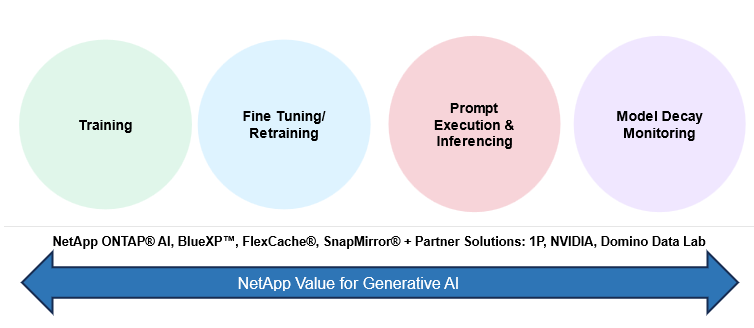 Training
Fine Tuning/
Retraining
Prompt
Execution &
Inferencing
Model Decay
Monitoring
NetApp ONTAP® AI, BlueXP™, FlexCache®, SnapMirror® + Partner Solutions: 1P, NVIDIA, Domino Data Lab
NetApp Value for Generative AI